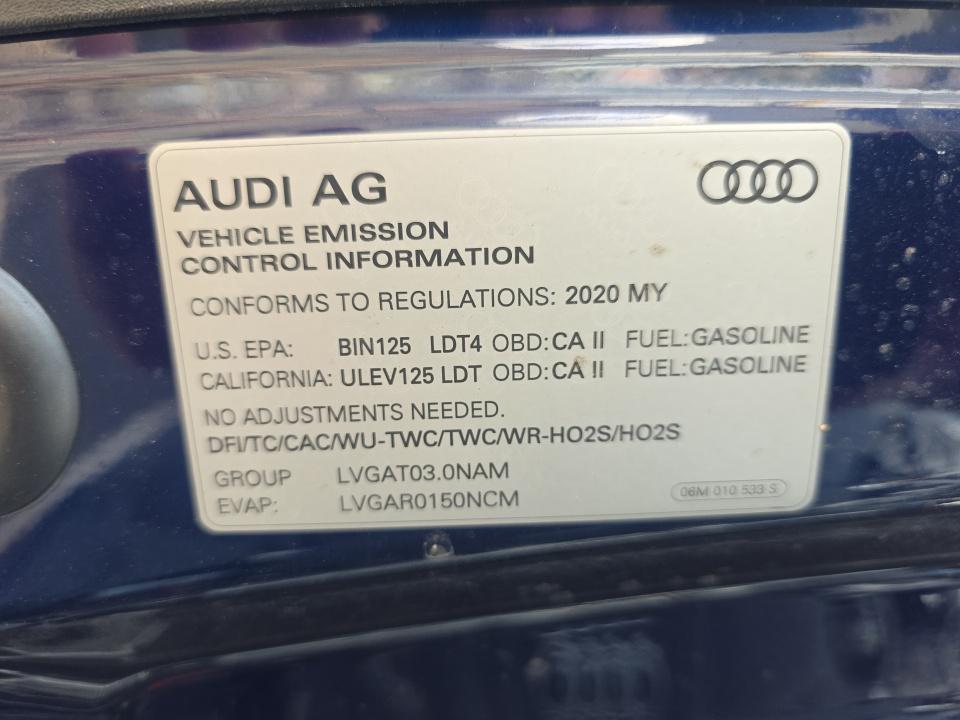 AUDI AG
VEHICLE EMISSION
CONTROL INFORMATION
CONFORMS TO REGULATIONS: 2020 MY
U.S. EPA: BIN125 LDT4 OBD:CA II FUEL:GASOLINE
CALIFORNIA: ULEV125 LDT OBD:CA II FUEL:GASOLINE
NO ADJUSTMENTS NEEDED.
DFI/TC/CAC/WU-TWC/TWC/WR-HO2S/HO2S
GROUP LVGAT03.0NAM
EVAP: LVGAR0150NCM
06M 010 533 S